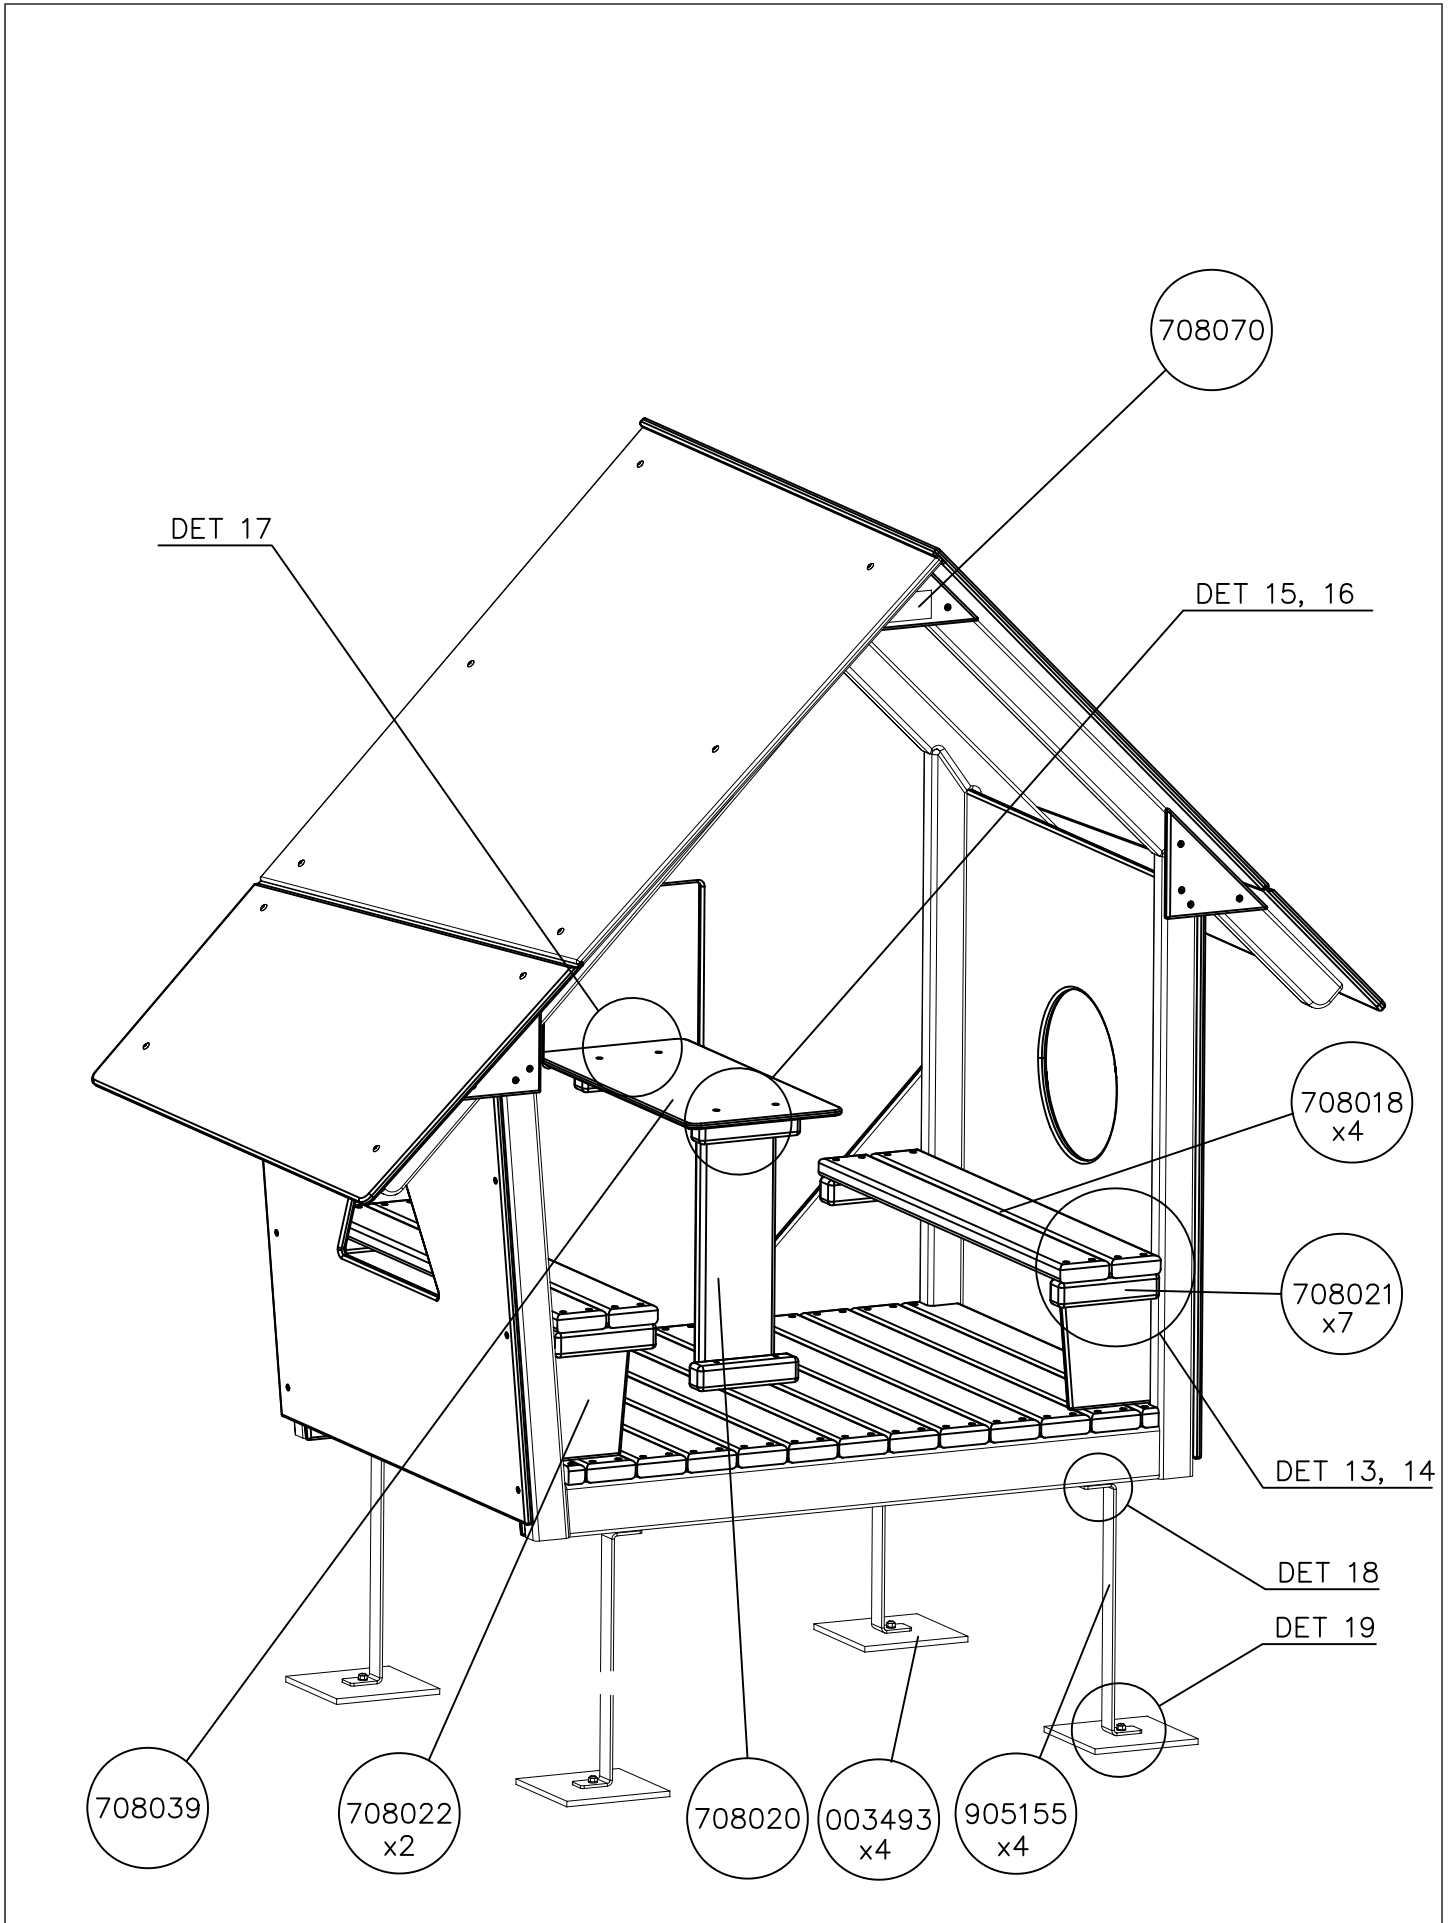 708070
DET 17
DET 15, 16
708018
x4
708021
x7
DET 13, 14
DET 18
DET 19
708039
708022
x2
708020
003493
x4
905155
x4